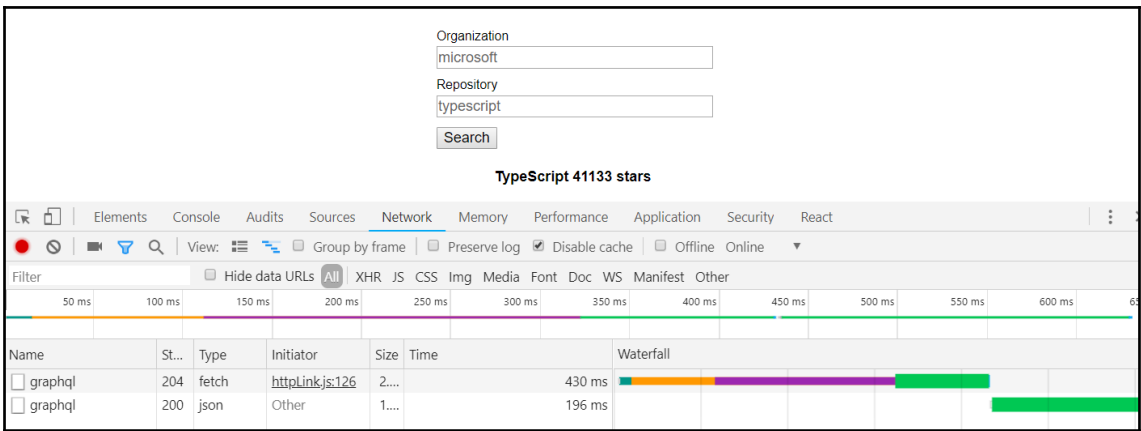 Organization
microsoft
Repository
typescript
Search
TypeScript 41133 stars
Elements Console Audits Sources Network Memory Performance Application Security React
View: Group by frame Preserve log Disable cache Offline Online
Filter Hide data URLs All XHR JS CSS Img Media Font Doc WS Manifest Other
50 ms 100 ms 150 ms 200 ms 250 ms 300 ms 350 ms 400 ms 450 ms 500 ms 550 ms 600 ms 65
Name St... Type Initiator Size Time Waterfall
graphql 204 fetch httpLink.js:126 2.... 430 ms
graphql 200 json Other 1.... 196 ms